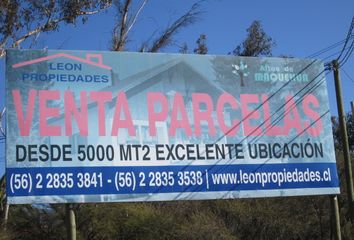 LEON
PROPIEDADES
Altos de
MAQUEHUA
VENTA PARCELAS
DESDE 5000 MT2 EXCELENTE UBICACIÓN
(56) 2 2835 3841 - (56) 2 2835 3538 | www.leonpropiedades.cl